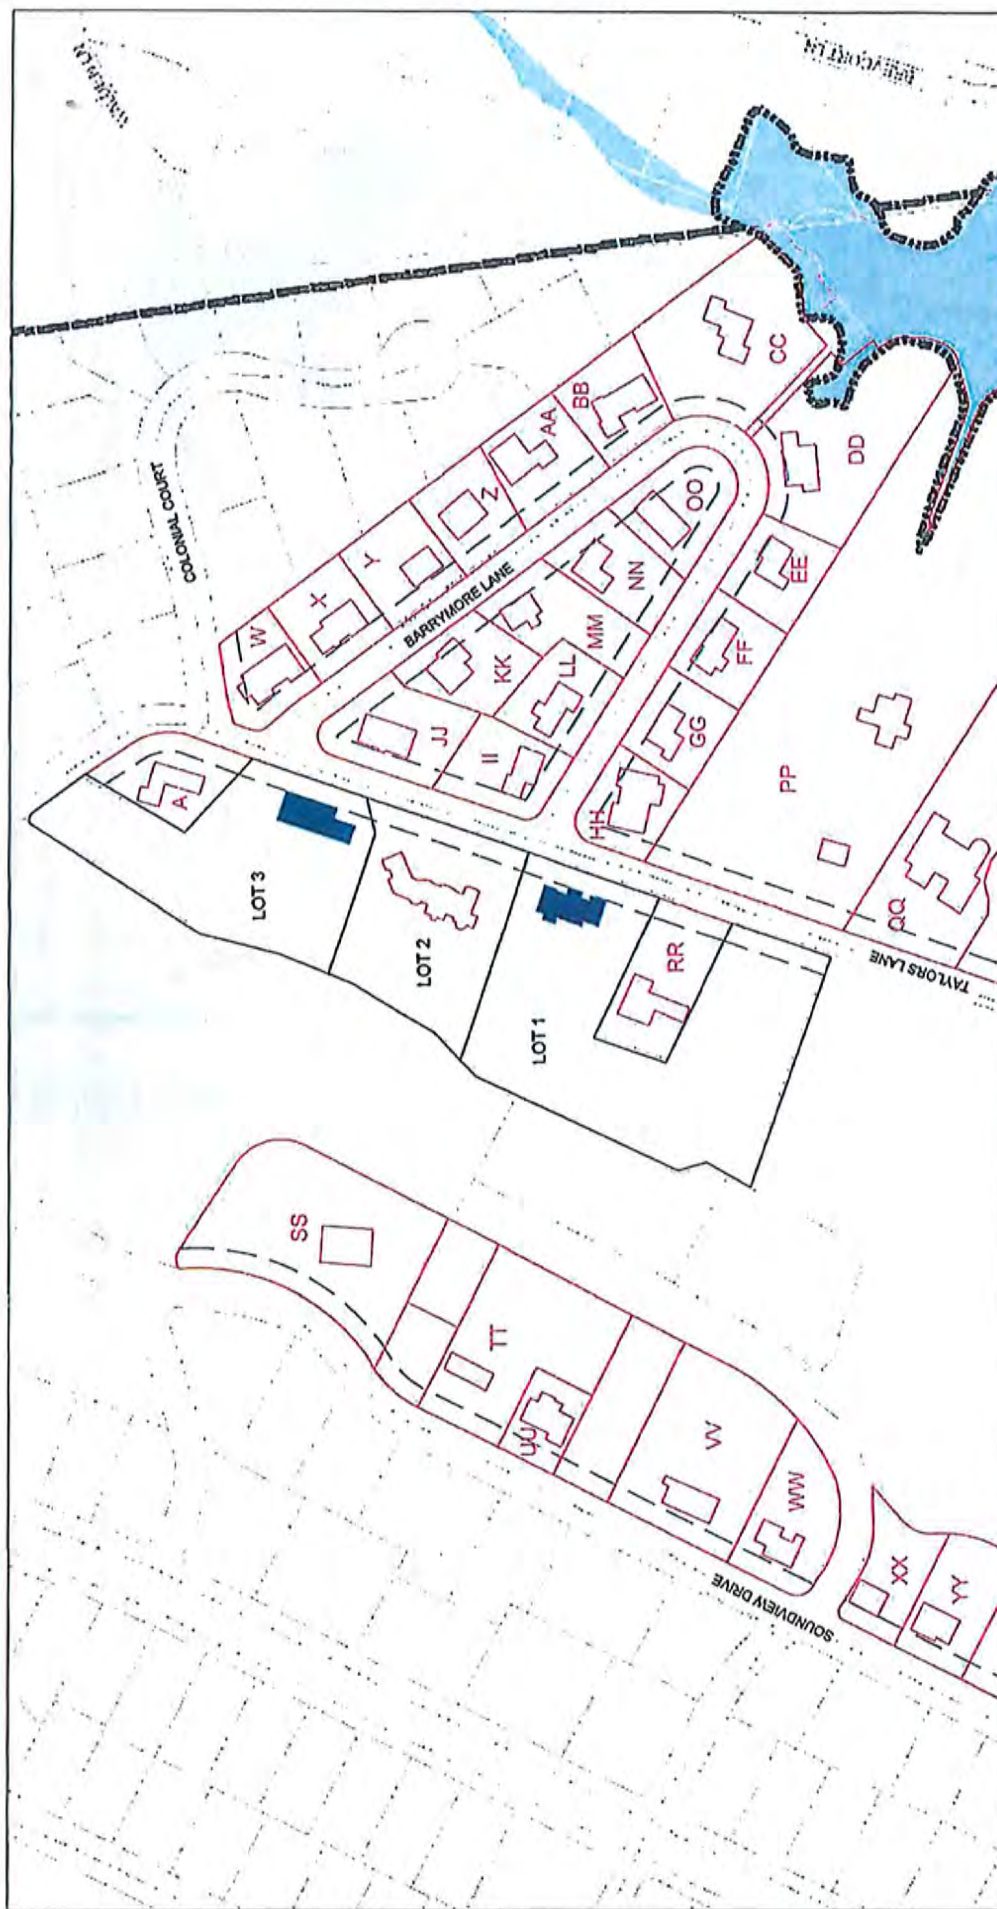 COLONIAL COURT
W
X
Y
Z
AA
BB
CC
BARRYMORE LANE
A
JJ
KK
II
LL
MM
NN
OO
DD
EE
FF
GG
HH
PP
QQ
LOT 3
LOT 2
LOT 1
RR
TAYLORS LANE
SS
TT
UU
VV
WW
XX
YY
SOUNDVIEW DRIVE